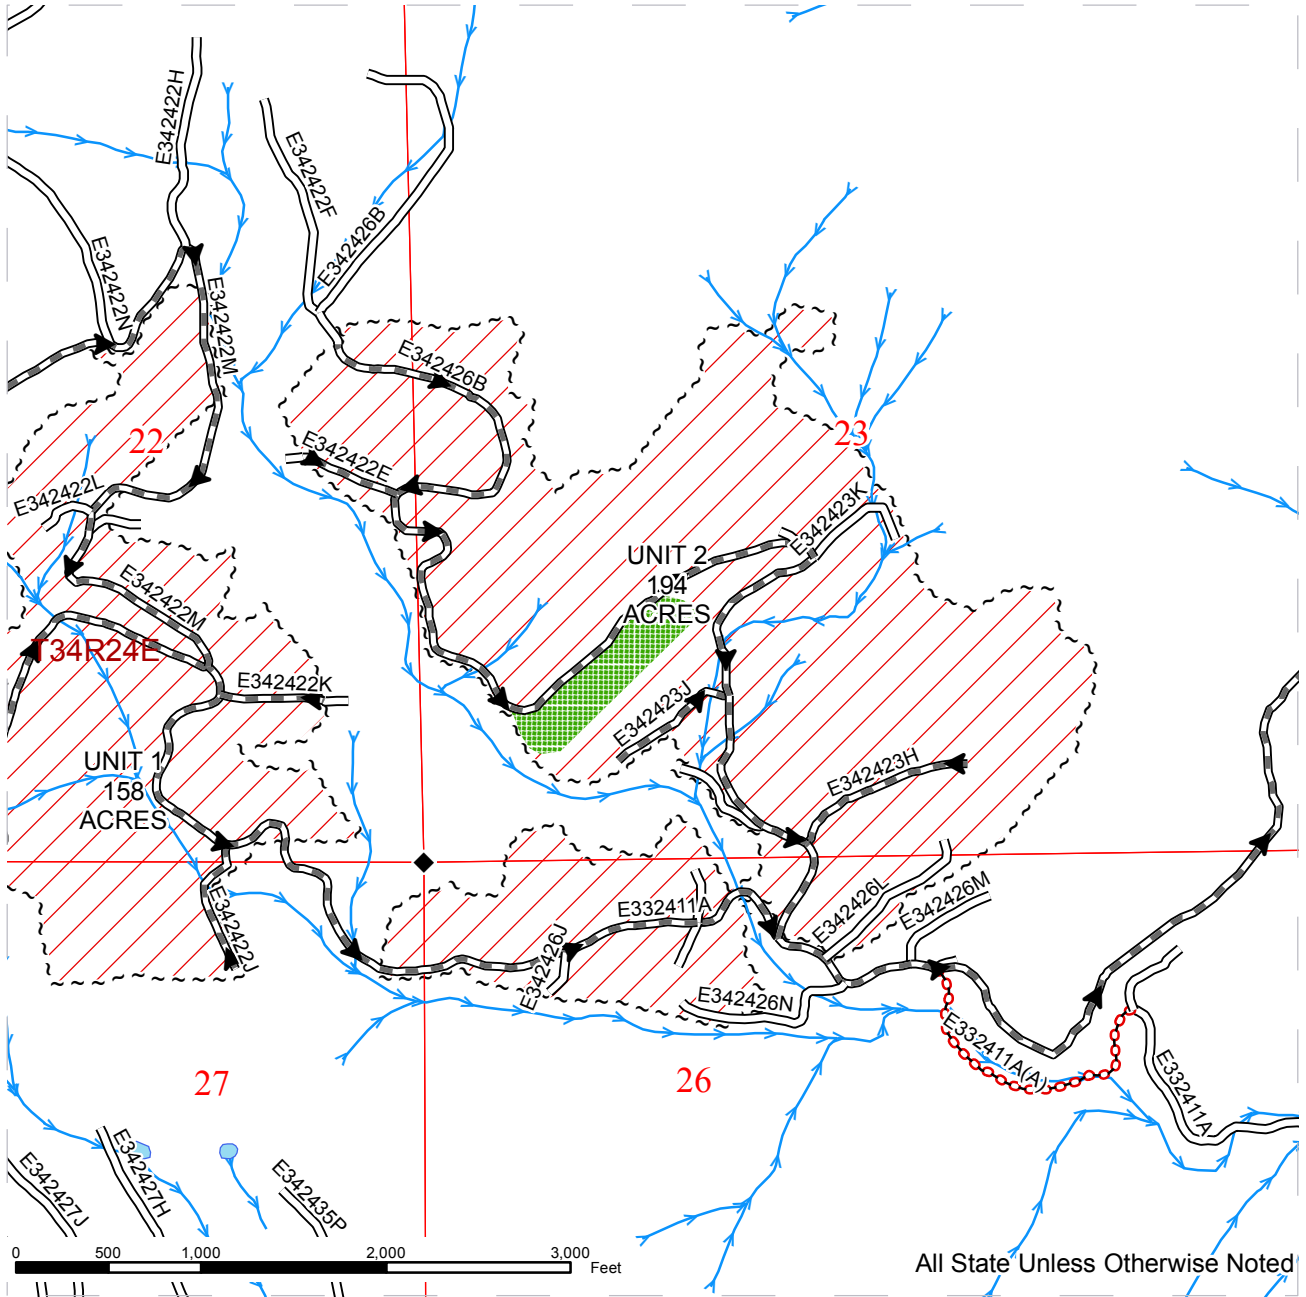 E342422H
E342422F
E342426B
E342422N
E342422M
E342426B
22
23
E342422E
E342422L
E342423K
UNIT 2
194
ACRES
E342422M
T34R24E
E342422K
E342423J
UNIT 1
158
ACRES
E342423H
E342422J
E332411A
E342426L
E342426M
E342426J
E342426N
E332411A(A)
E332411A
27
26
E342427J
E342427H
E342435P
0 500 1,000 2,000 3,000
Feet
All State Unless Otherwise Noted